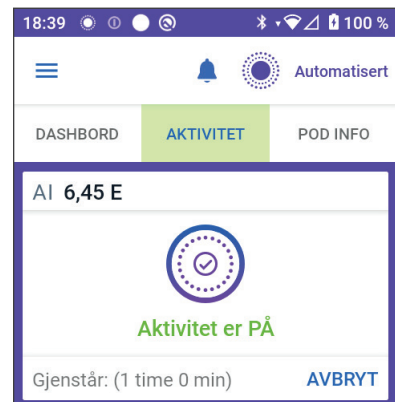 18:39 100 %
Automatisert
DASHBORD AKTIVITET POD INFO
AI 6,45 E
Aktivitet er PÅ
Gjenstår: (1 time 0 min) AVBRYT